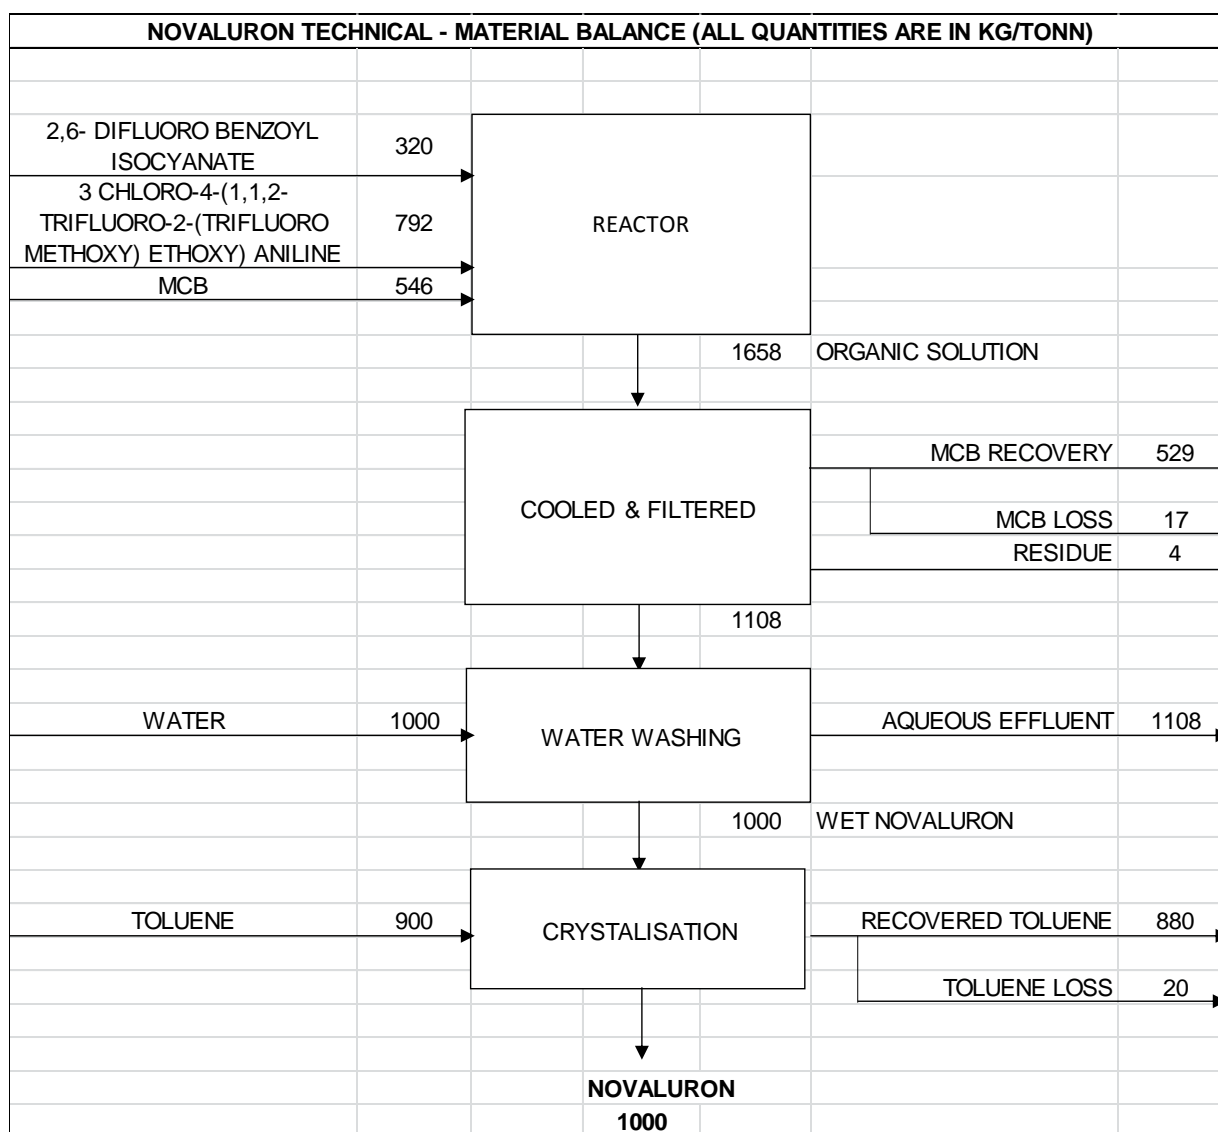 NOVALURON TECHNICAL - MATERIAL BALANCE (ALL QUANTITIES ARE IN KG/TONN)
2,6- DIFLUORO BENZOYL
ISOCYANATE
320
3 CHLORO-4-(1,1,2-
TRIFLUORO-2-(TRIFLUORO
METHOXY) ETHOXY) ANILINE
792
MCB
546
REACTOR
1658
ORGANIC SOLUTION
COOLED & FILTERED
MCB RECOVERY
529
MCB LOSS
17
RESIDUE
4
1108
WATER
1000
WATER WASHING
AQUEOUS EFFLUENT
1108
1000
WET NOVALURON
TOLUENE
900
CRYSTALISATION
RECOVERED TOLUENE
880
TOLUENE LOSS
20
NOVALURON
1000